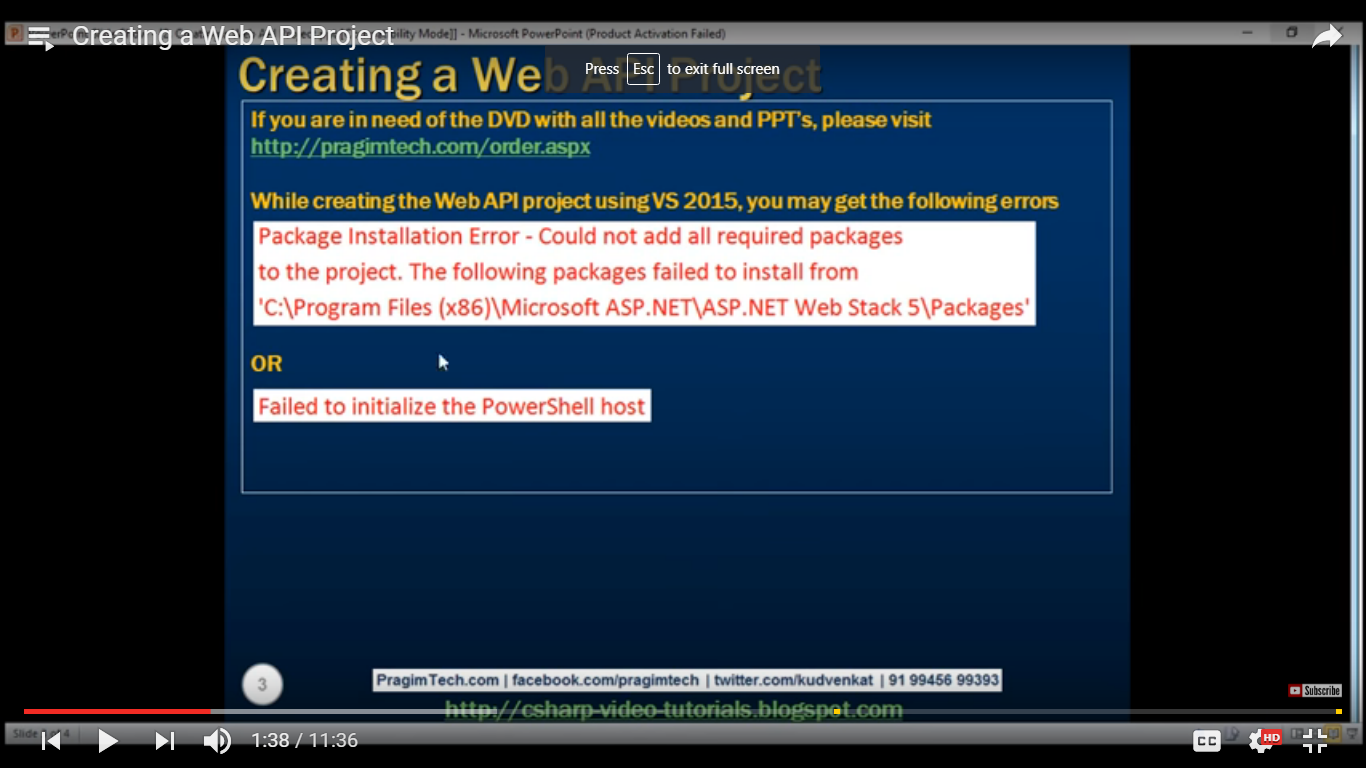 Creating a Web API Project
bility Mode]] - Microsoft PowerPoint (Product Activation Failed)
Press Esc to exit full screen
Creating a Web API Project
If you are in need of the DVD with all the videos and PPT's, please visit
http://pragimtech.com/order.aspx
While creating the Web API project using VS 2015, you may get the following errors
Package Installation Error - Could not add all required packages
to the project. The following packages failed to install from
'C:\Program Files (x86)\Microsoft ASP.NET\ASP.NET Web Stack 5\Packages'
OR
Failed to initialize the PowerShell host
3
PragimTech.com | facebook.com/pragimtech | twitter.com/kudvenkat | 91 99456 99393
Subscribe
http://csharp-video-tutorials.blogspot.com
Slide
1:38 / 11:36
CC
HD